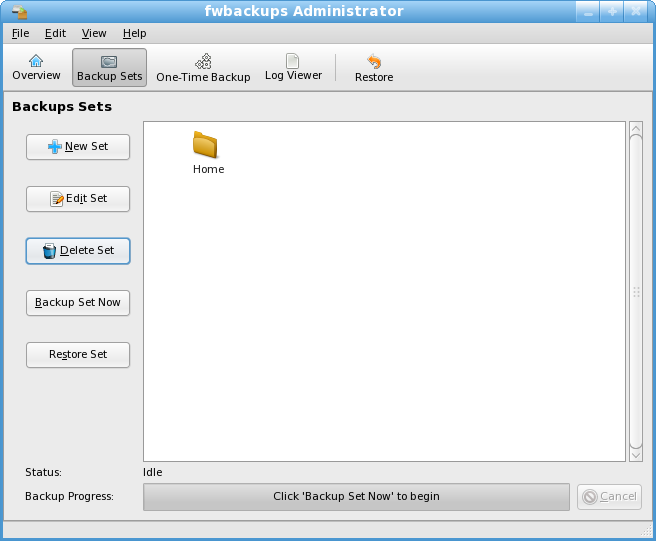 fwbackups Administrator
File Edit View Help
Overview Backup Sets One-Time Backup Log Viewer Restore
Backups Sets
New Set
Home
Edit Set
Delete Set
Backup Set Now
Restore Set
Status: Idle
Backup Progress: Click 'Backup Set Now' to begin Cancel